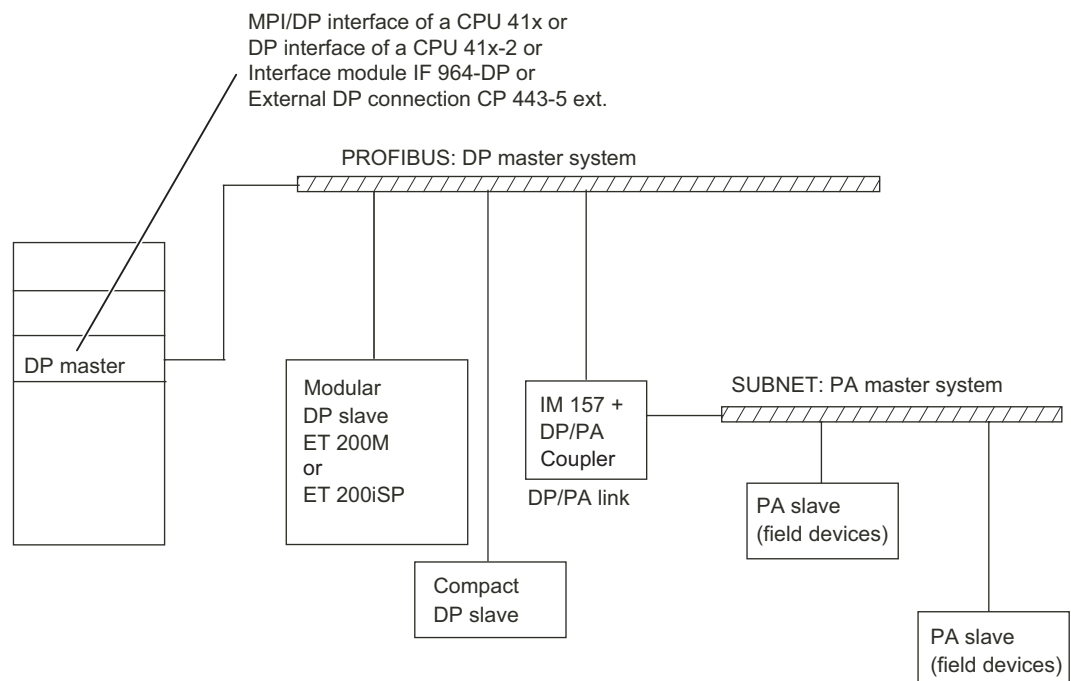 MPI/DP interface of a CPU 41x or
DP interface of a CPU 41x-2 or
Interface module IF 964-DP or
External DP connection CP 443-5 ext.
PROFIBUS: DP master system
DP master
Modular
DP slave
ET 200M
or
ET 200iSP
IM 157 +
DP/PA
Coupler
DP/PA link
SUBNET: PA master system
PA slave
(field devices)
Compact
DP slave
PA slave
(field devices)